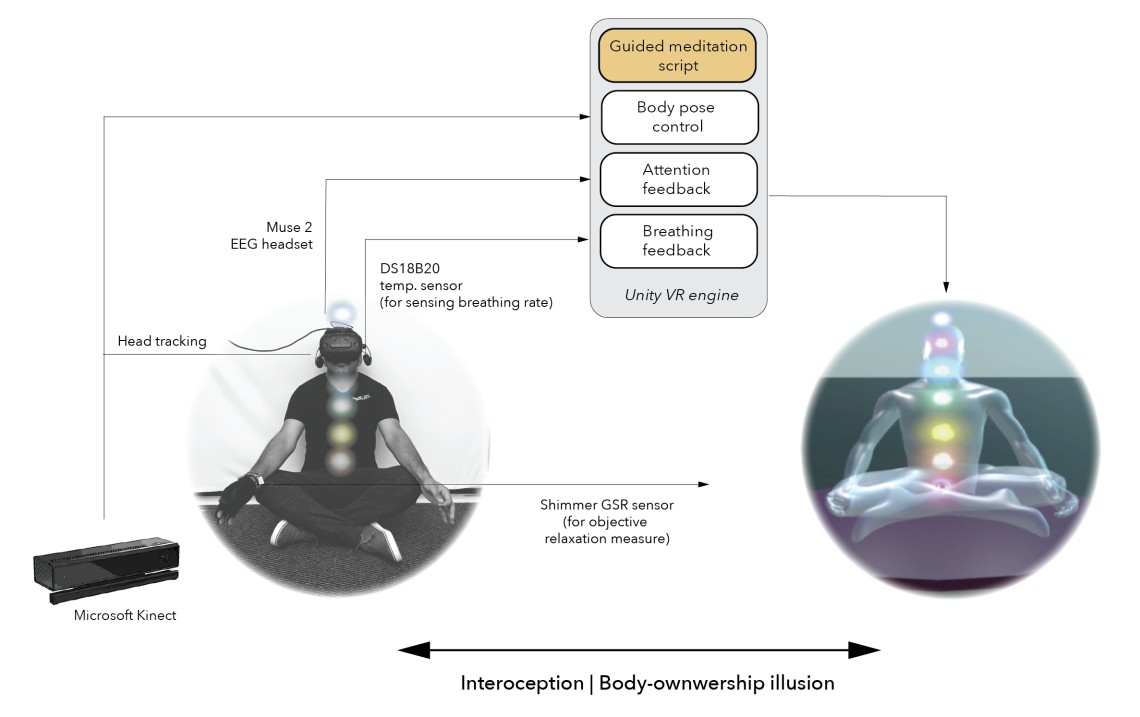 Guided meditation
script
Body pose
control
Attention
feedback
Breathing
feedback
Unity VR engine
Muse 2
EEG headset
DS18B20
temp. sensor
(for sensing breathing rate)
Head tracking
Shimmer GSR sensor
(for objective
relaxation measure)
Microsoft Kinect
Interoception | Body-ownwership illusion